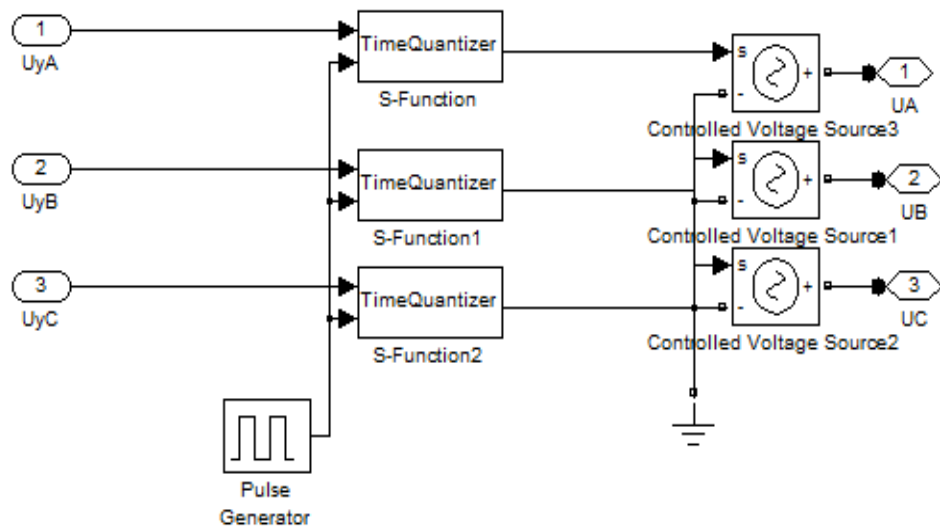 1
UyA
TimeQuantizer
S-Function
s
-
+
Controlled Voltage Source3
1
UA
2
UyB
TimeQuantizer
S-Function1
s
-
+
Controlled Voltage Source1
2
UB
3
UyC
TimeQuantizer
S-Function2
s
-
+
Controlled Voltage Source2
3
UC
Pulse
Generator